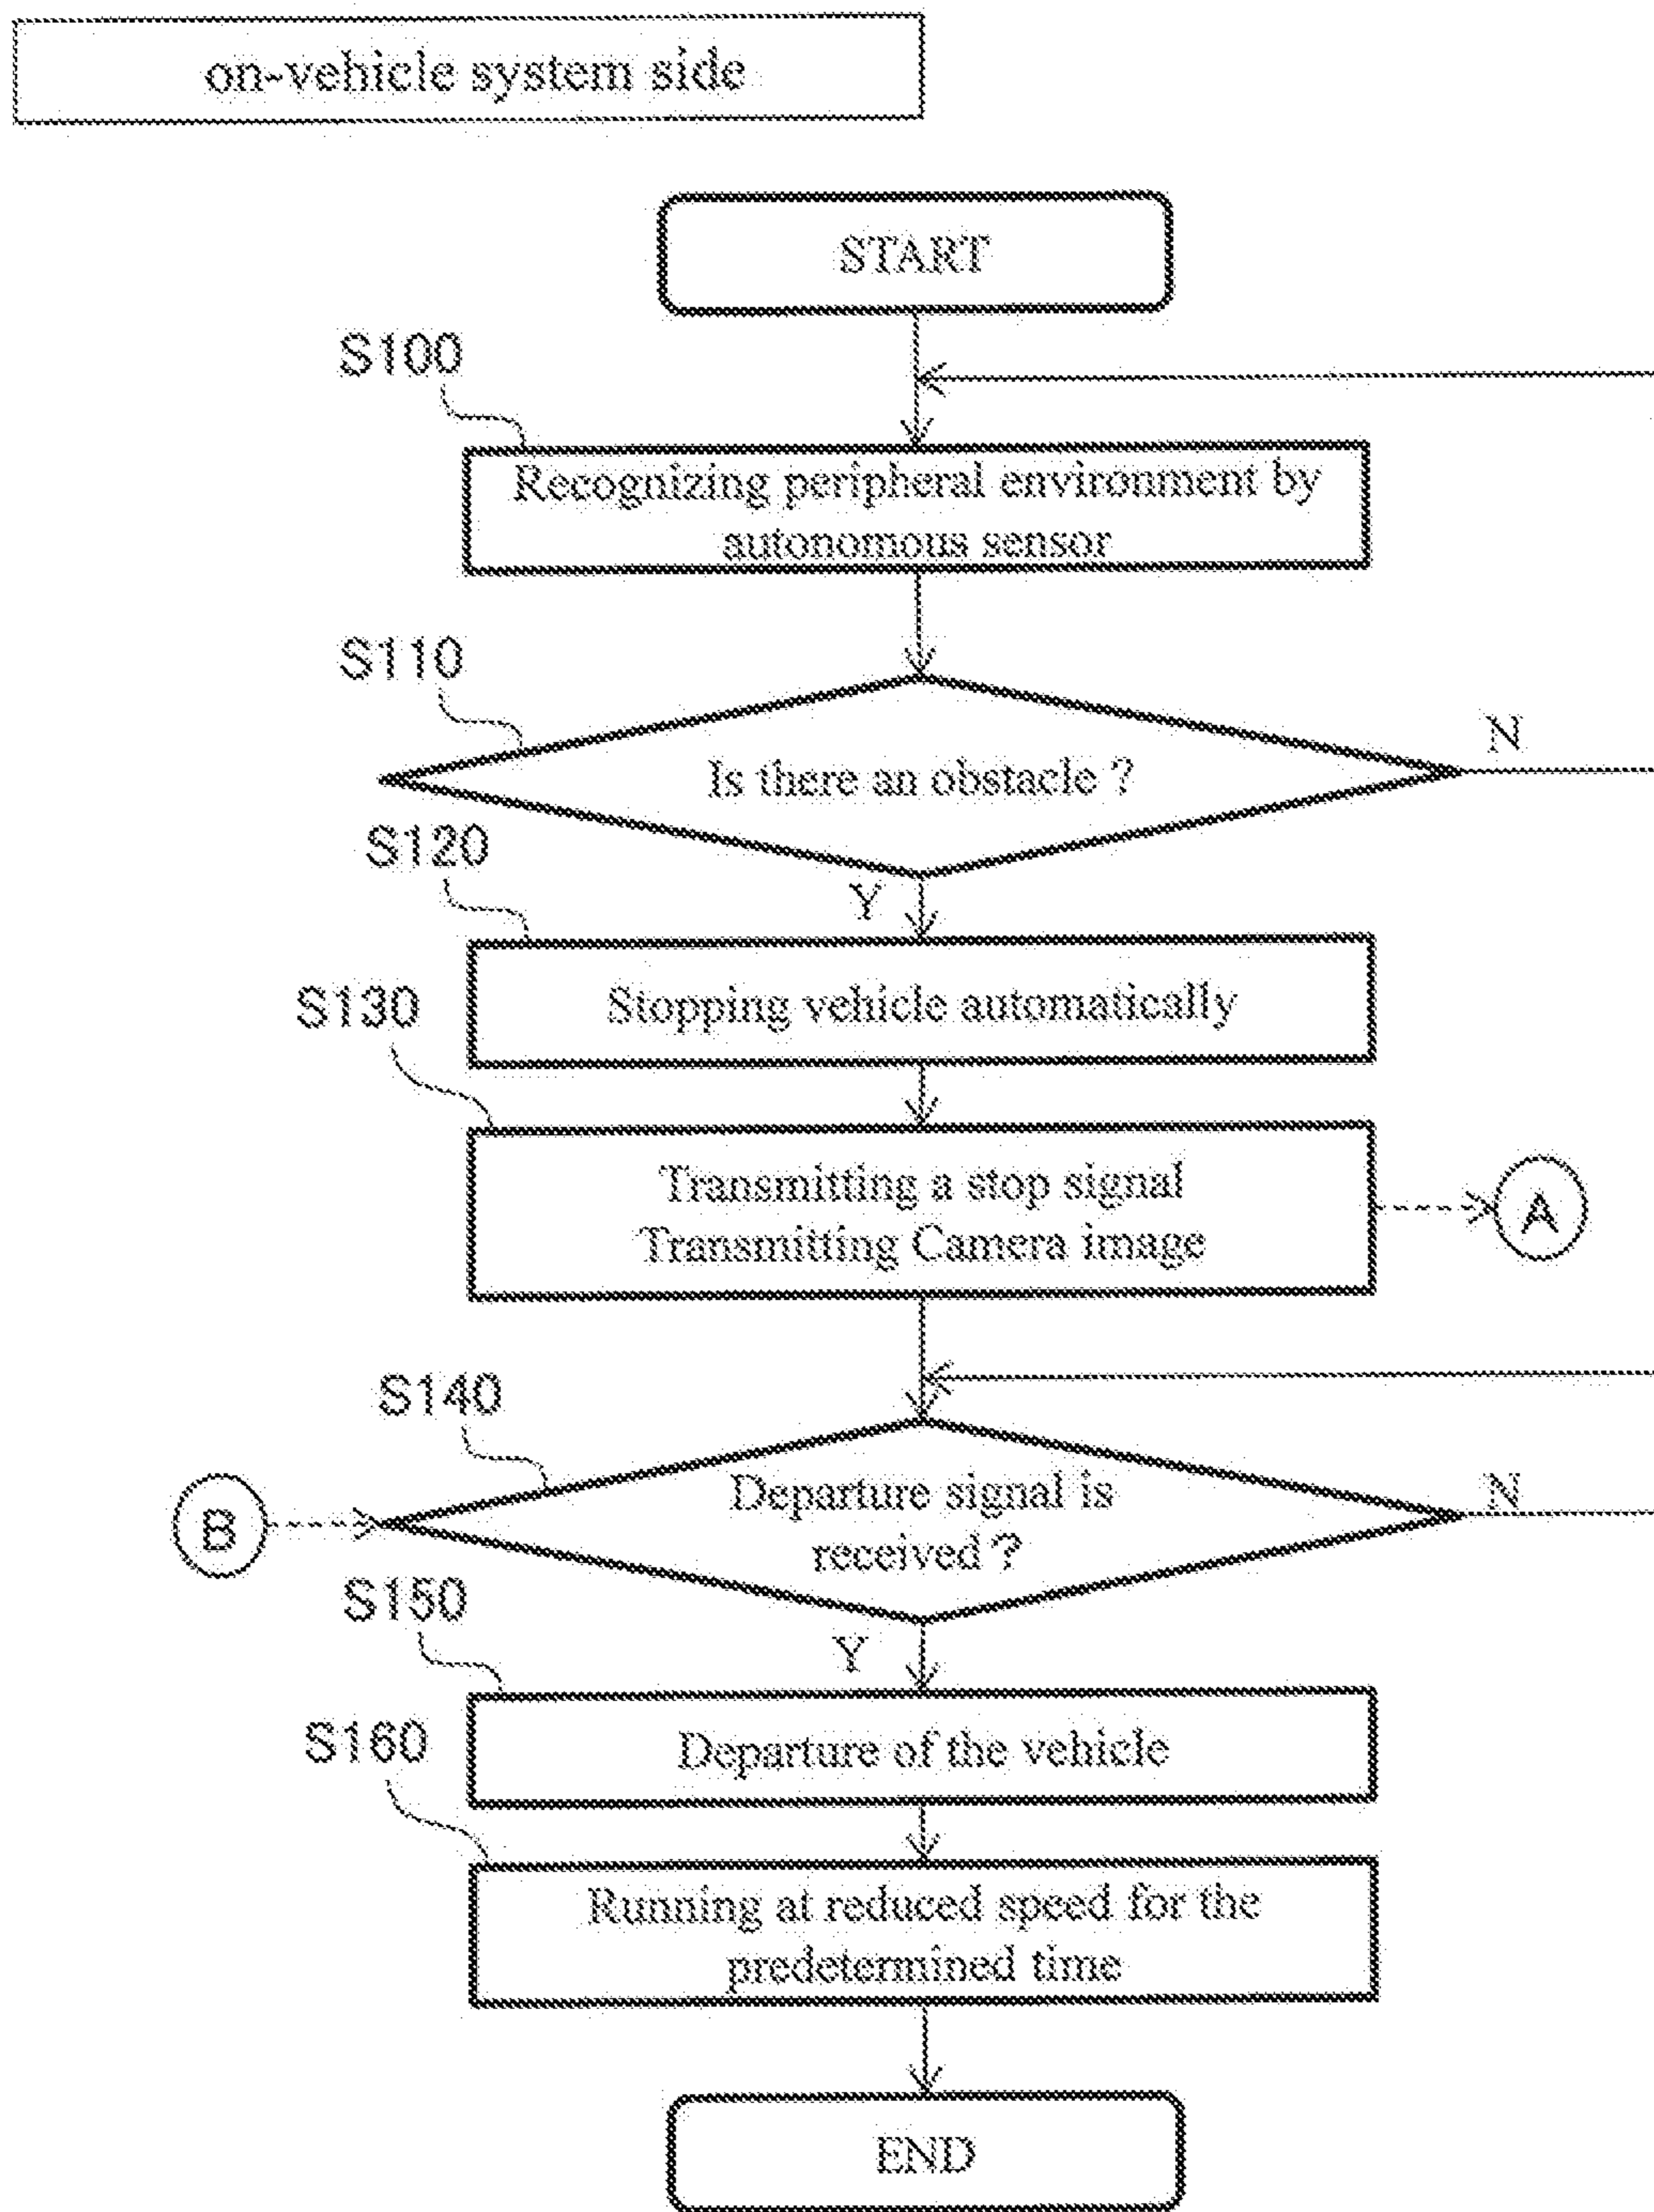 on-vehicle system side
START
S100
Recognizing peripheral environment by
autonomous sensor
S110
Is there an obstacle ?
N
S120
Y
Stopping vehicle automatically
S130
Transmitting a stop signal
Transmitting Camera image
A
S140
Departure signal is
received ?
N
B
S150
Y
Departure of the vehicle
S160
Running at reduced speed for the
predetermined time
END